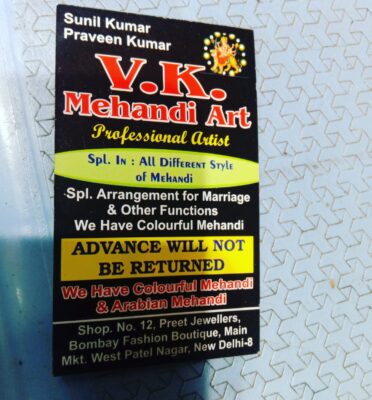 Sunil Kumar
Praveen Kumar
V.K.
Mehandi Art
Professional Artist
Spl. In : All Different Style
of Mehandi
Spl. Arrangement for Marriage
& Other Functions
We Have Colourful Mehandi
ADVANCE WILL NOT
BE RETURNED
We Have Colourful Mehandi
& Arabian Mehandi
Shop. No. 12, Preet Jewellers,
Bombay Fashion Boutique, Main
Mkt. West Patel Nagar, New Delhi-8